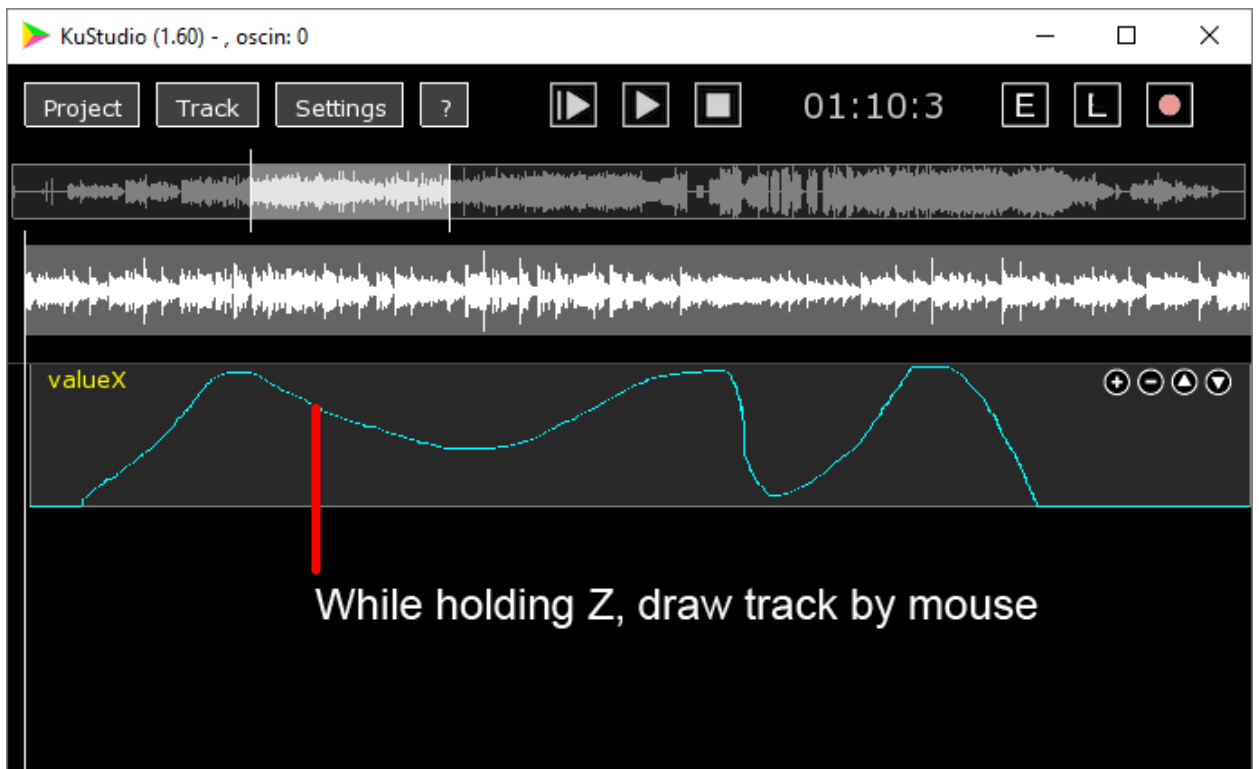 KuStudio (1.60) - , oscin: 0
Project Track Settings ? 01:10:3 E L
valueX
While holding Z, draw track by mouse